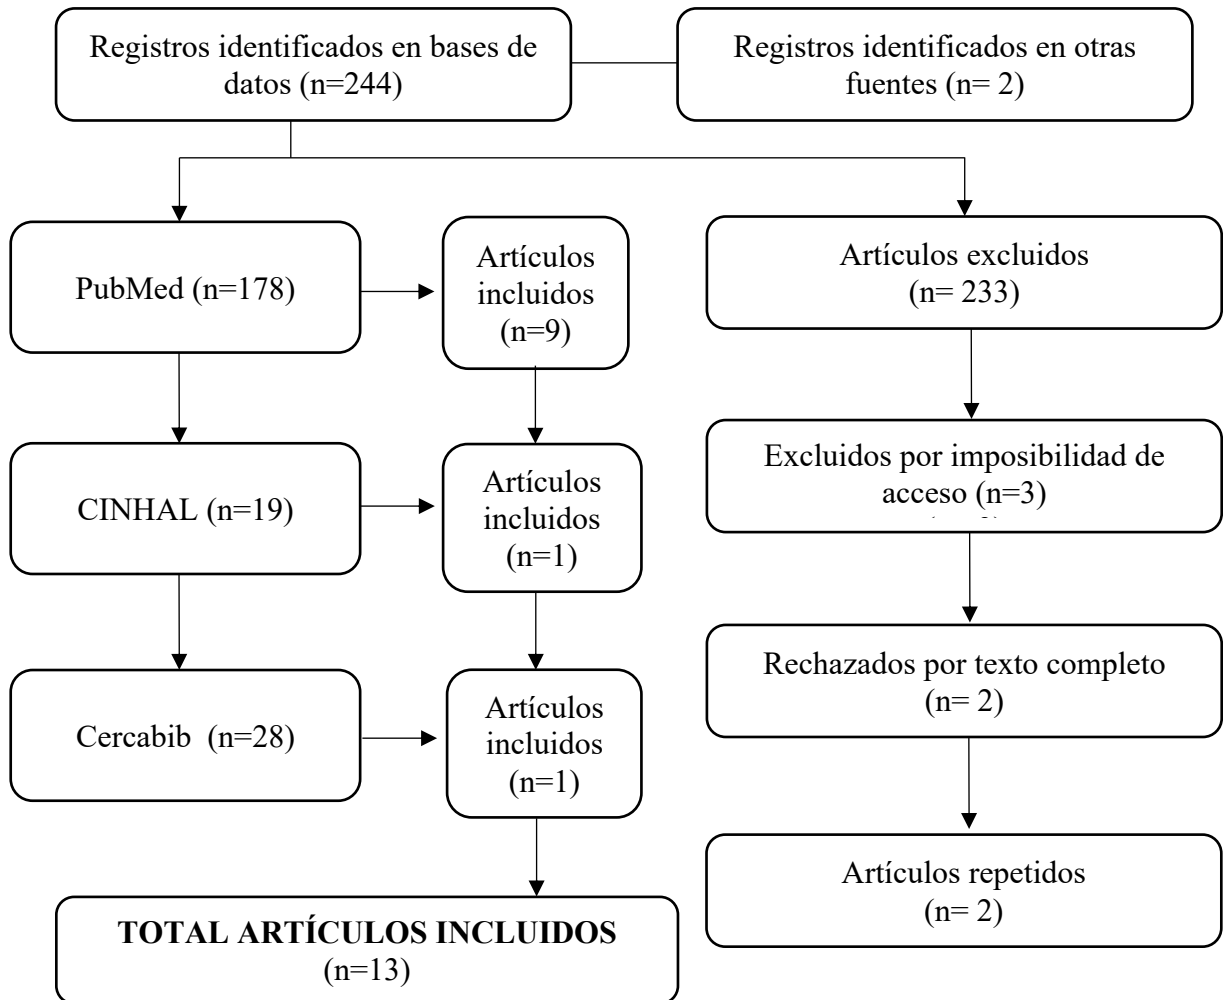 Registros identificados en bases de
datos (n=244)
Registros identificados en otras
fuentes (n= 2)
PubMed (n=178)
Artículos
incluidos
(n=9)
Artículos excluidos
(n= 233)
CINHAL (n=19)
Artículos
incluidos
(n=1)
Excluidos por imposibilidad de
acceso (n=3)
Cercabib (n=28)
Artículos
incluidos
(n=1)
Rechazados por texto completo
(n= 2)
Artículos repetidos
(n= 2)
TOTAL ARTÍCULOS INCLUIDOS
(n=13)